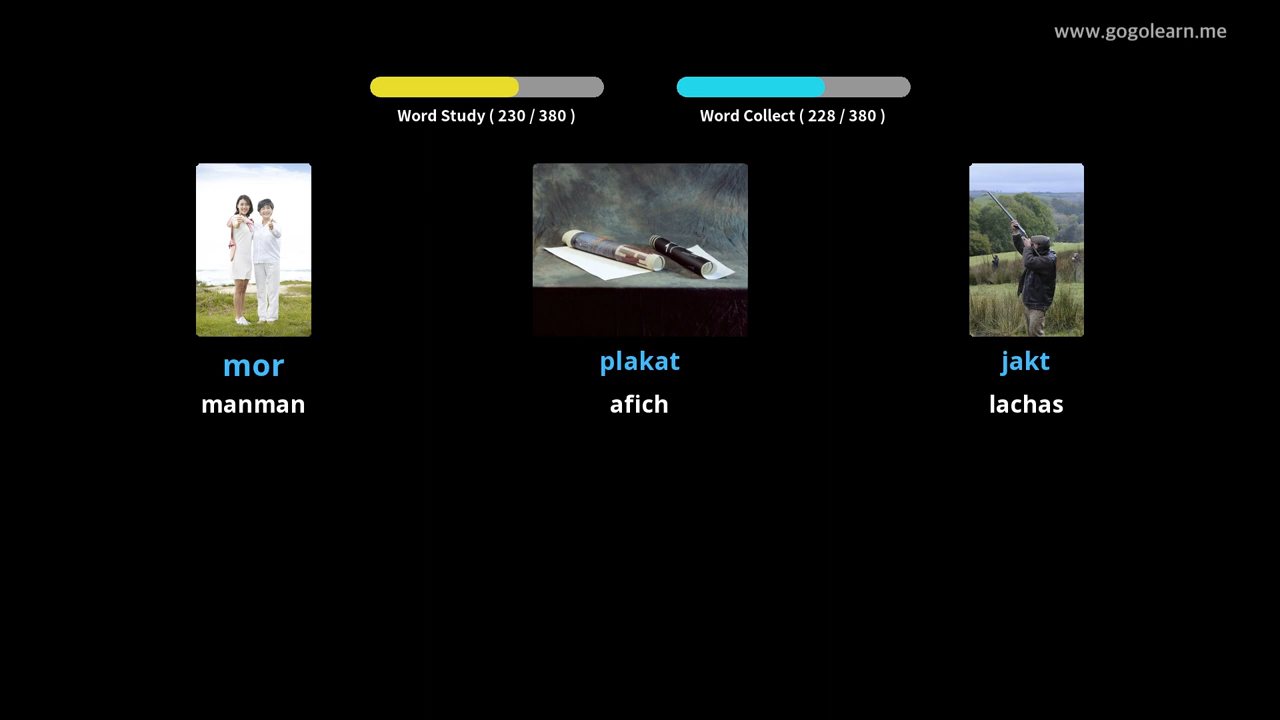 www.gogolearn.me
Word Study ( 230 / 380 )
Word Collect ( 228 / 380 )
mor
plakat
jakt
manman
afich
lachas